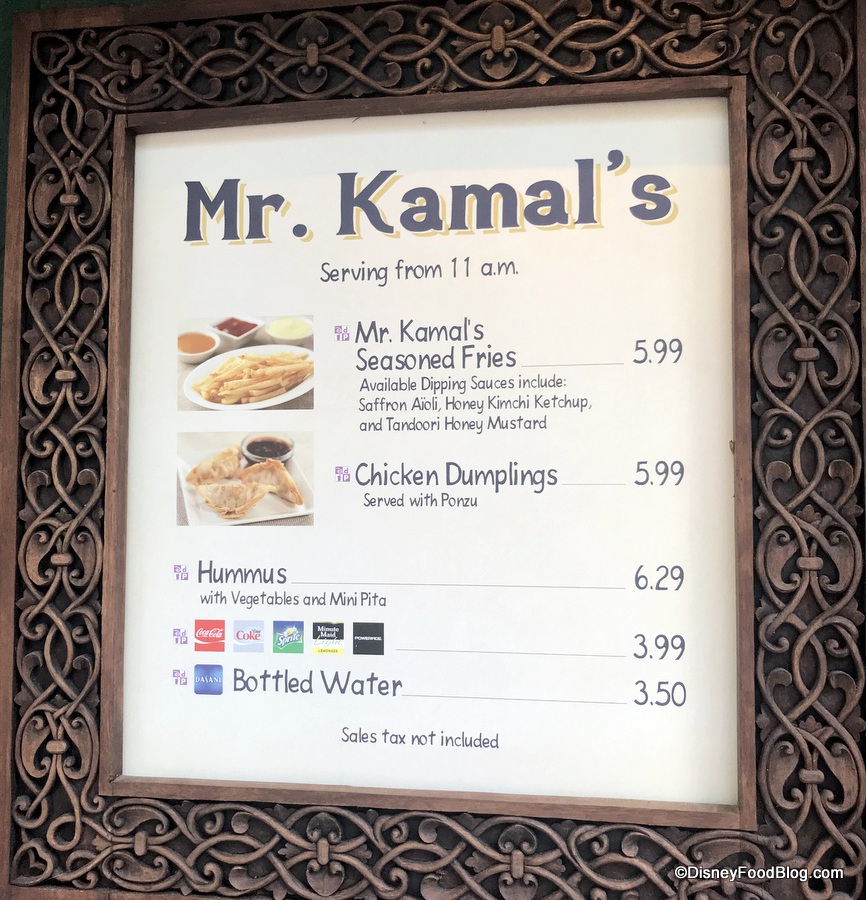 Mr. Kamal's
Serving from 11 a.m.
Mr. Kamal's
Seasoned Fries 5.99
Available Dipping Sauces include:
Saffron Aïoli, Honey Kimchi Ketchup,
and Tandoori Honey Mustard
Chicken Dumplings 5.99
Served with Ponzu
Hummus 6.29
with Vegetables and Mini Pita
Coca-Cola Coke Sprite Minute Maid Light LEMONADE POWERADE 3.99
DASANI Bottled Water 3.50
Sales tax not included
©DisneyFoodBlog.com